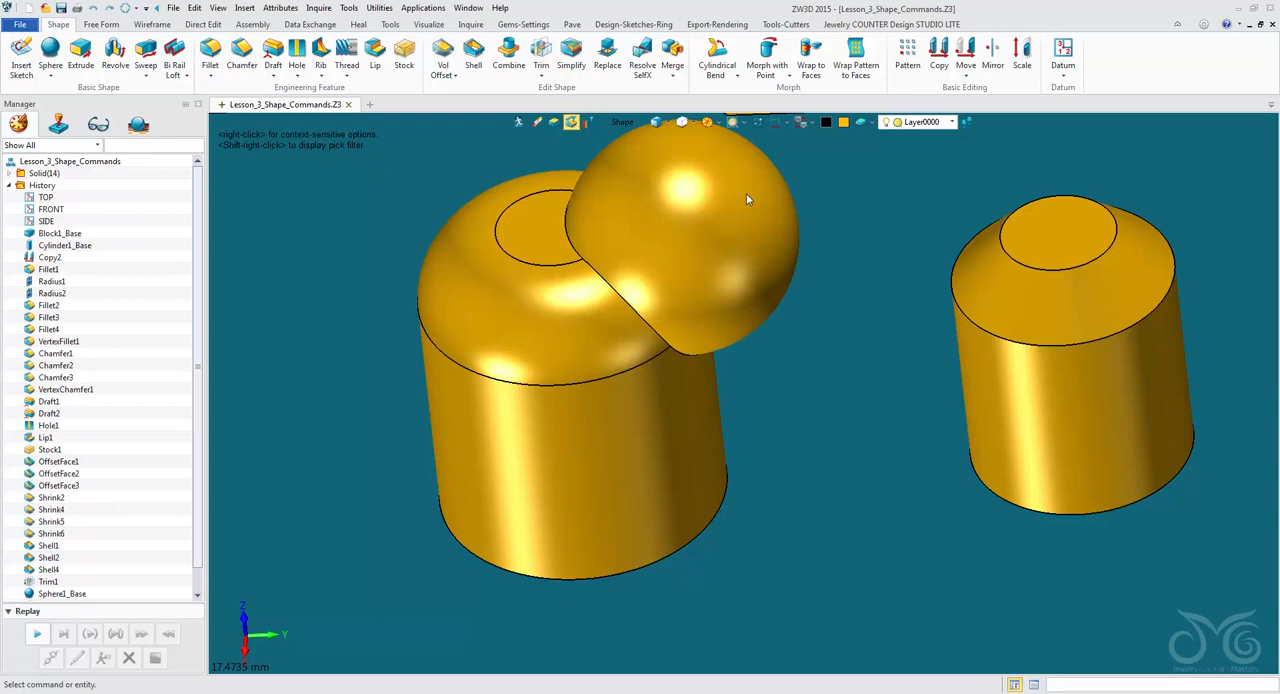 File Edit View Insert Attributes Inquire Tools Utilities Applications Window Help
ZW3D 2015 - [Lesson_3_Shape_Commands.Z3]
File Shape Free Form Wireframe Direct Edit Assembly Data Exchange Heal Tools Visualize Inquire Gems-Settings Pave Design-Sketches-Ring Export-Rendering Tools-Cutters Jewelry COUNTER Design STUDIO LITE
Insert Sketch Sphere Extrude Revolve Sweep Bi Rail Loft
Basic Shape
Fillet Chamfer Draft Hole Rib Thread Lip Stock
Engineering Feature
Vol Offset Shell Combine Trim Simplify Replace Resolve SelfX Merge
Edit Shape
Cylindrical Bend Morph with Point Wrap to Faces Wrap Pattern to Faces
Morph
Pattern Copy Move Mirror Scale
Basic Editing
Datum
Datum
Manager
Lesson_3_Shape_Commands.Z3
<right-click> for context-sensitive options.
<Shift-right-click> to display pick filter.
Shape
Layer0000
Show All
Lesson_3_Shape_Commands
Solid(14)
History
TOP
FRONT
SIDE
Block1_Base
Cylinder1_Base
Copy2
Fillet1
Radius1
Radius2
Fillet2
Fillet3
Fillet4
VertexFillet1
Chamfer1
Chamfer2
Chamfer3
VertexChamfer1
Draft1
Draft2
Hole1
Lip1
Stock1
OffsetFace1
OffsetFace2
OffsetFace3
Shrink2
Shrink4
Shrink5
Shrink6
Shell1
Shell2
Shell4
Trim1
Sphere1_Base
Replay
Z
Y
17.4735 mm
Select command or entity.